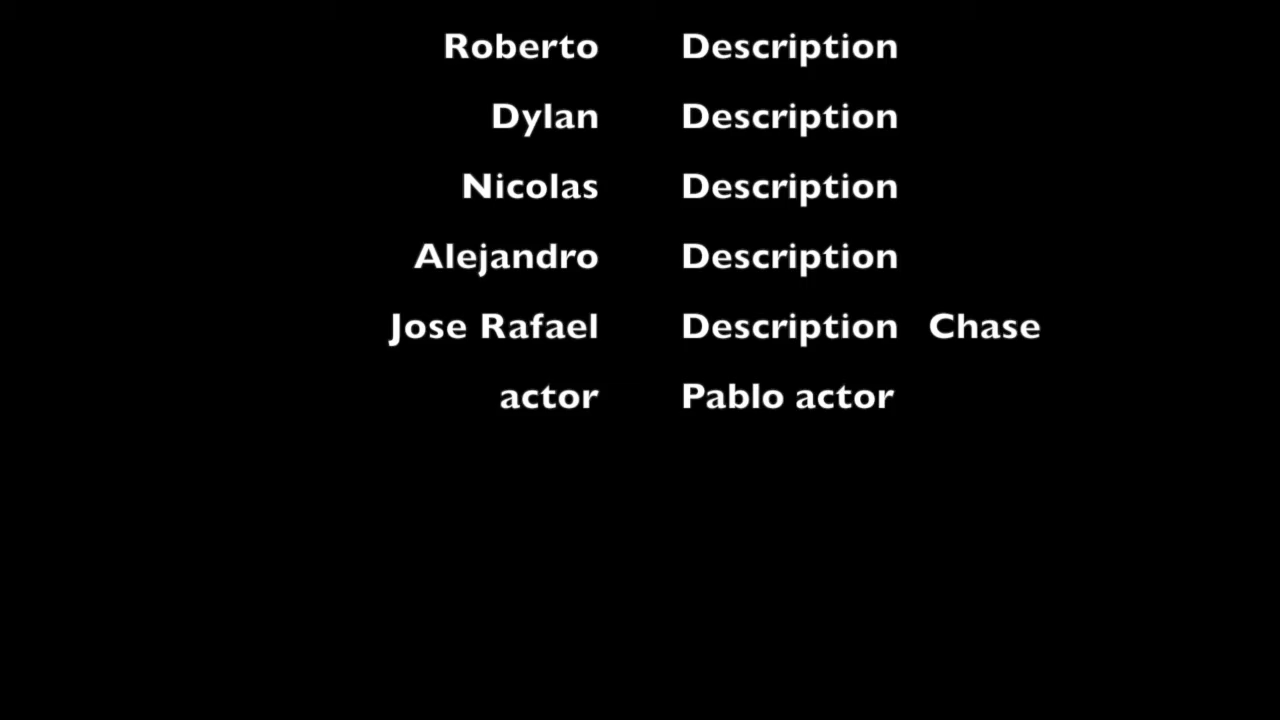 Roberto Description
Dylan Description
Nicolas Description
Alejandro Description
Jose Rafael Description Chase
actor Pablo actor